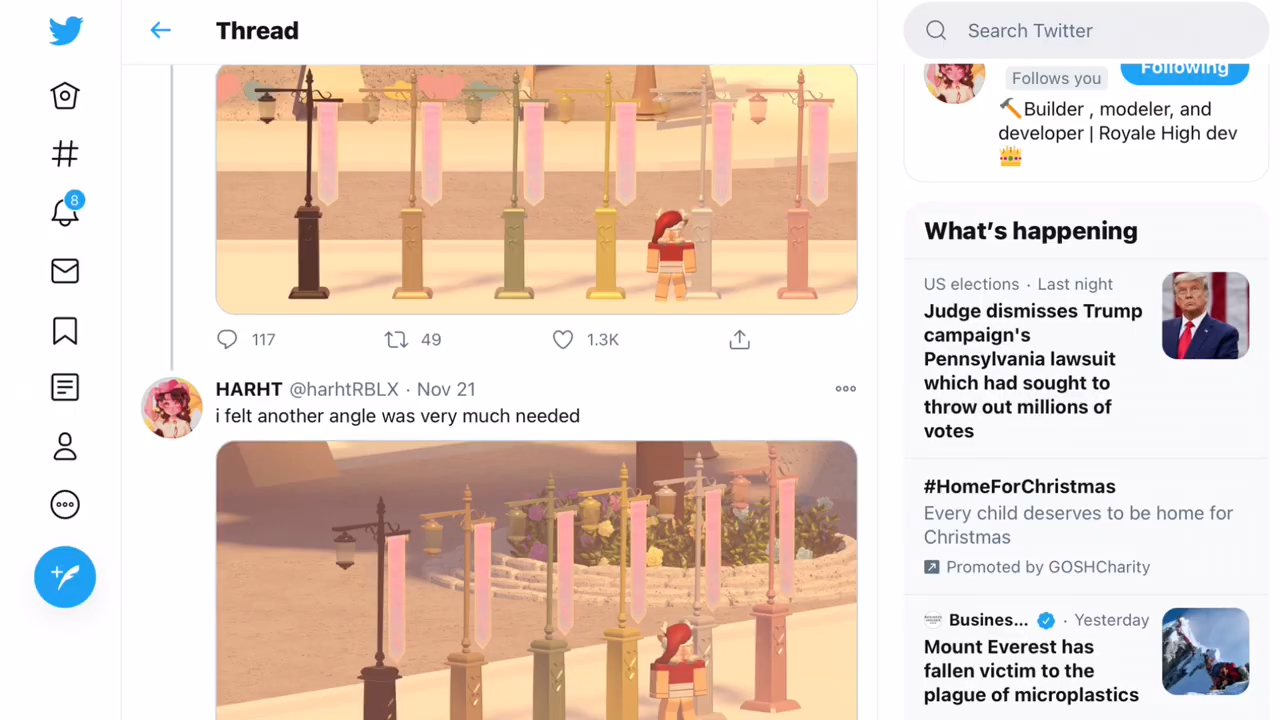 Thread
Search Twitter
Follows you
Following
🔨Builder , modeler, and
developer | Royale High dev
👑
8
What’s happening
US elections · Last night
Judge dismisses Trump
campaign's
Pennsylvania lawsuit
which had sought to
throw out millions of
votes
117
49
1.3K
HARHT @harhtRBLX · Nov 21
i felt another angle was very much needed
#HomeForChristmas
Every child deserves to be home for
Christmas
Promoted by GOSHCharity
Busines... · Yesterday
Mount Everest has
fallen victim to the
plague of microplastics